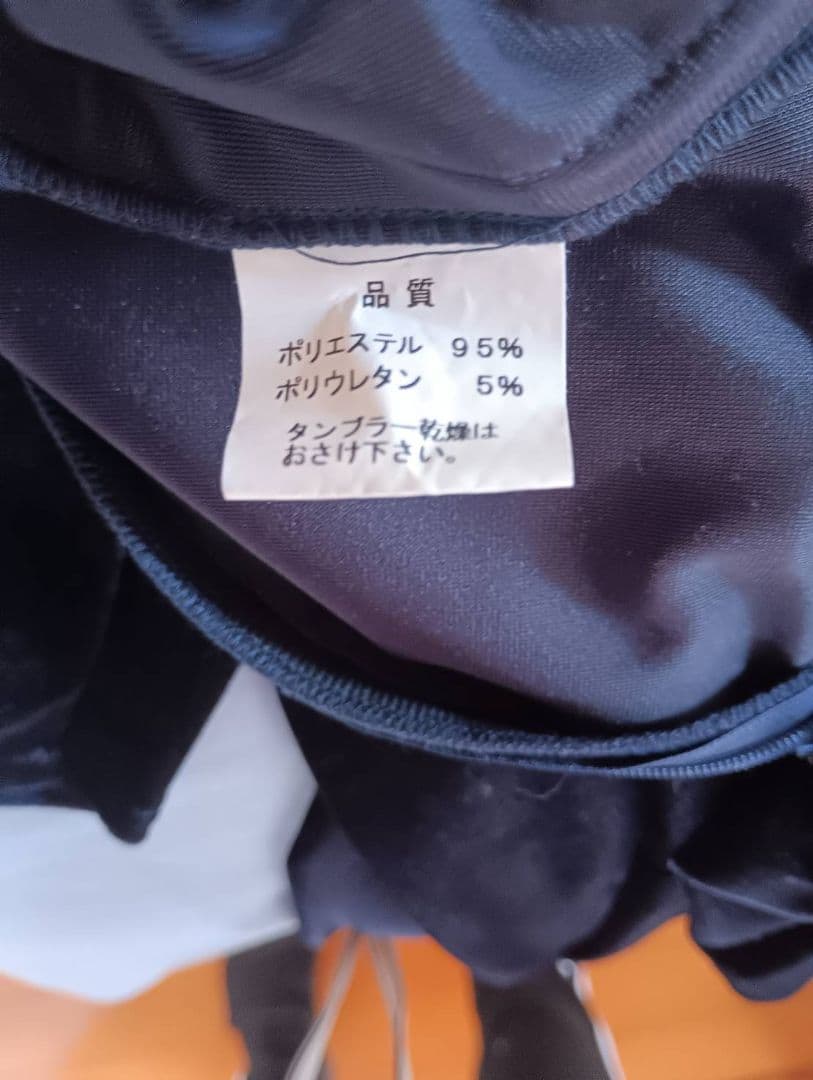 品質
ポリエステル 95%
ポリウレタン 5%
タンブラー乾燥は
おさけ下さい。